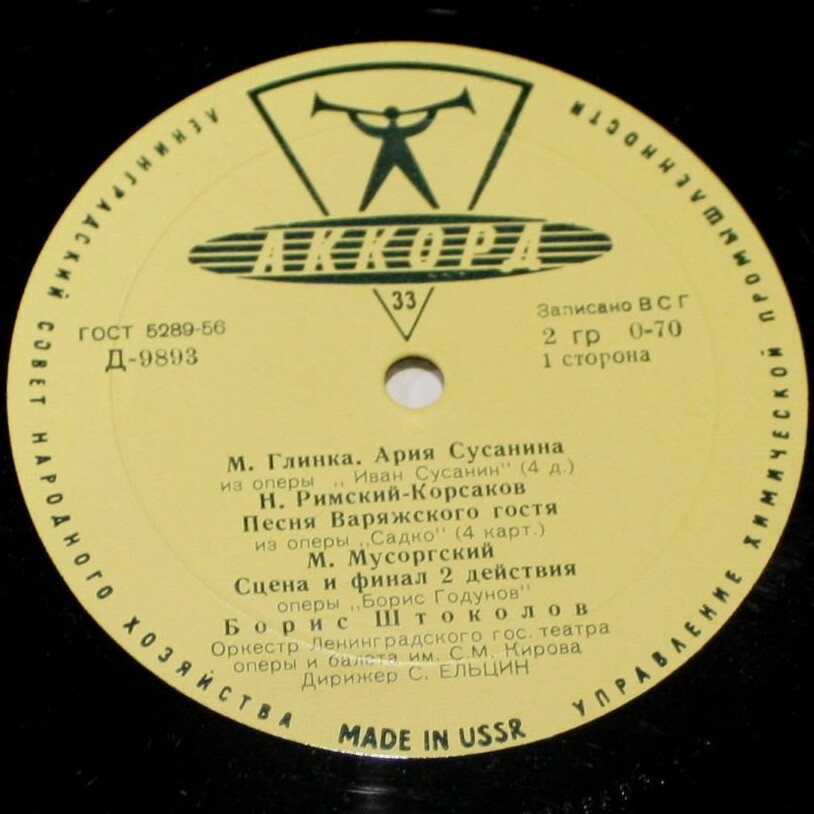 ЛЕНИНГРАДСКИЙ СОВЕТ НАРОДНОГО ХОЗЯЙСТВА
УПРАВЛЕНИЕ ХИМИЧЕСКОЙ ПРОМЫШЛЕННОСТИ
АККОРД
33
ГОСТ 5289-56
Д-9893
Записано ВСГ
2 гр 0-70
1 сторона
М. Глинка. Ария Сусанина
из оперы „Иван Сусанин" (4 д.)
Н. Римский-Корсаков
Песня Варяжского гостя
из оперы „Садко" (4 карт.)
М. Мусоргский
Сцена и финал 2 действия
оперы „Борис Годунов"
Борис Штоколов
Оркестр Ленинградского гос. театра
оперы и балета им. С.М. Кирова
Дирижер С. ЕЛЬЦИН
MADE IN USSR